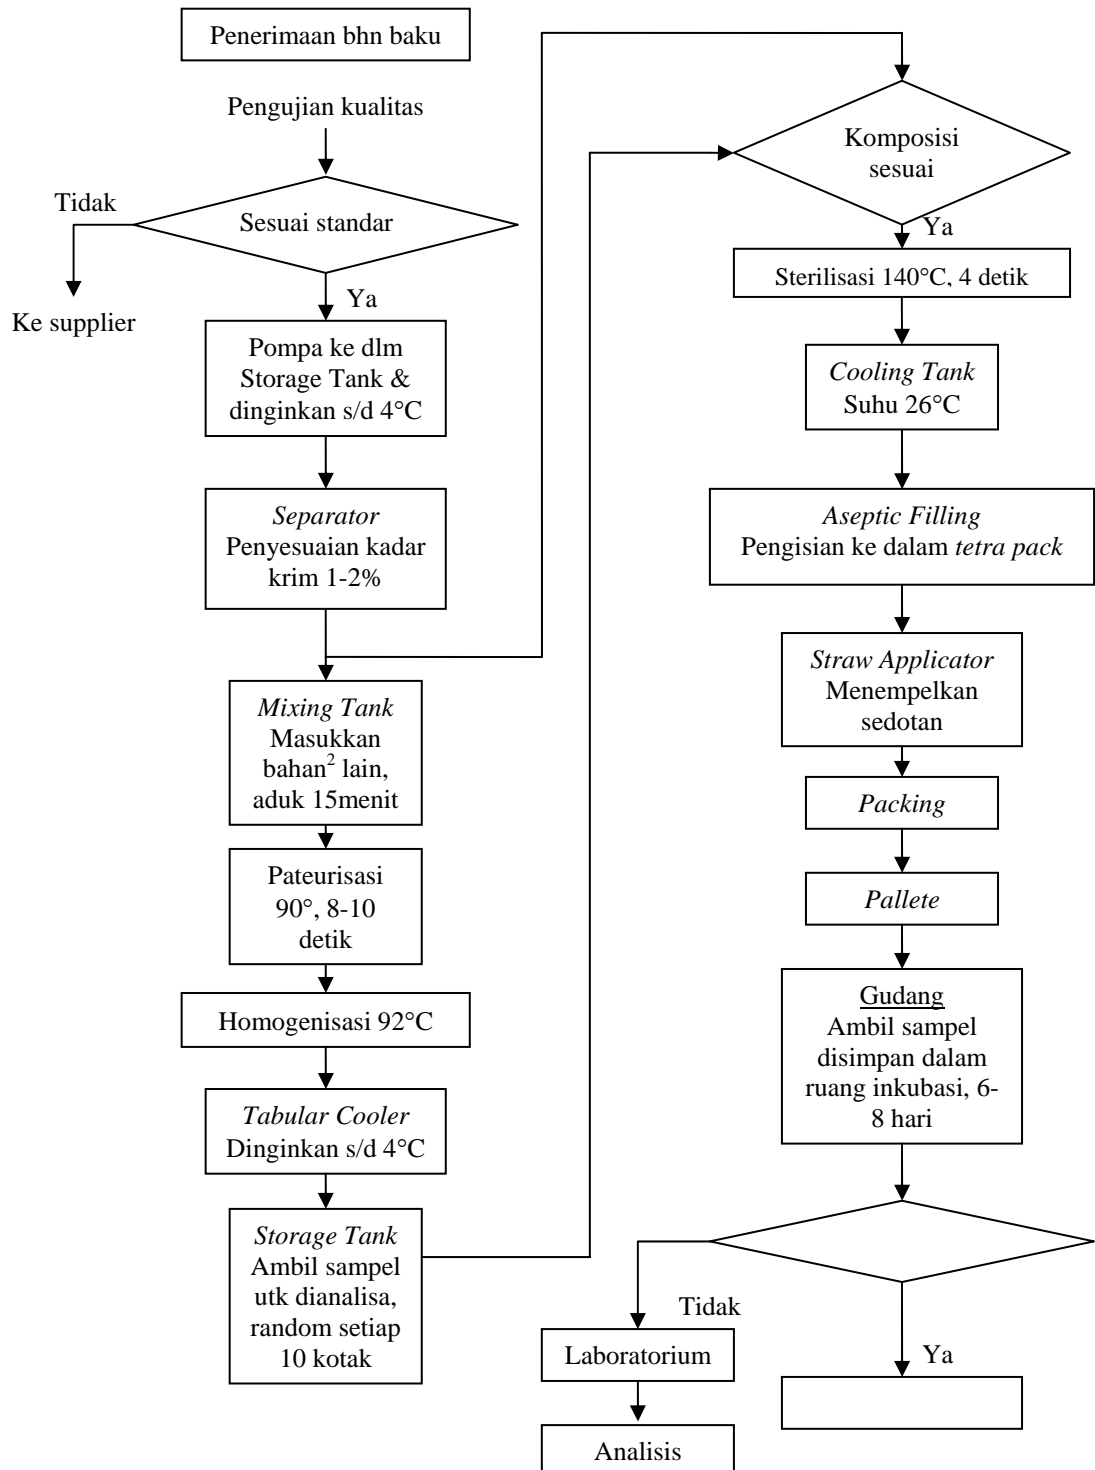 Penerimaan bhn baku
Pengujian kualitas
Tidak
Sesuai standar
Ya
Ke supplier
Pompa ke dlm
Storage Tank &
dinginkan s/d 4°C
Separator
Penyesuaian kadar
krim 1-2%
Mixing Tank
Masukkan
bahan² lain,
aduk 15menit
Pateurisasi
90°, 8-10
detik
Homogenisasi 92°C
Tabular Cooler
Dinginkan s/d 4°C
Storage Tank
Ambil sampel
utk dianalisa,
random setiap
10 kotak
Komposisi
sesuai
Ya
Sterilisasi 140°C, 4 detik
Cooling Tank
Suhu 26°C
Aseptic Filling
Pengisian ke dalam tetra pack
Straw Applicator
Menempelkan
sedotan
Packing
Pallete
Gudang
Ambil sampel
disimpan dalam
ruang inkubasi, 6-
8 hari
Tidak
Laboratorium
Ya
Analisis